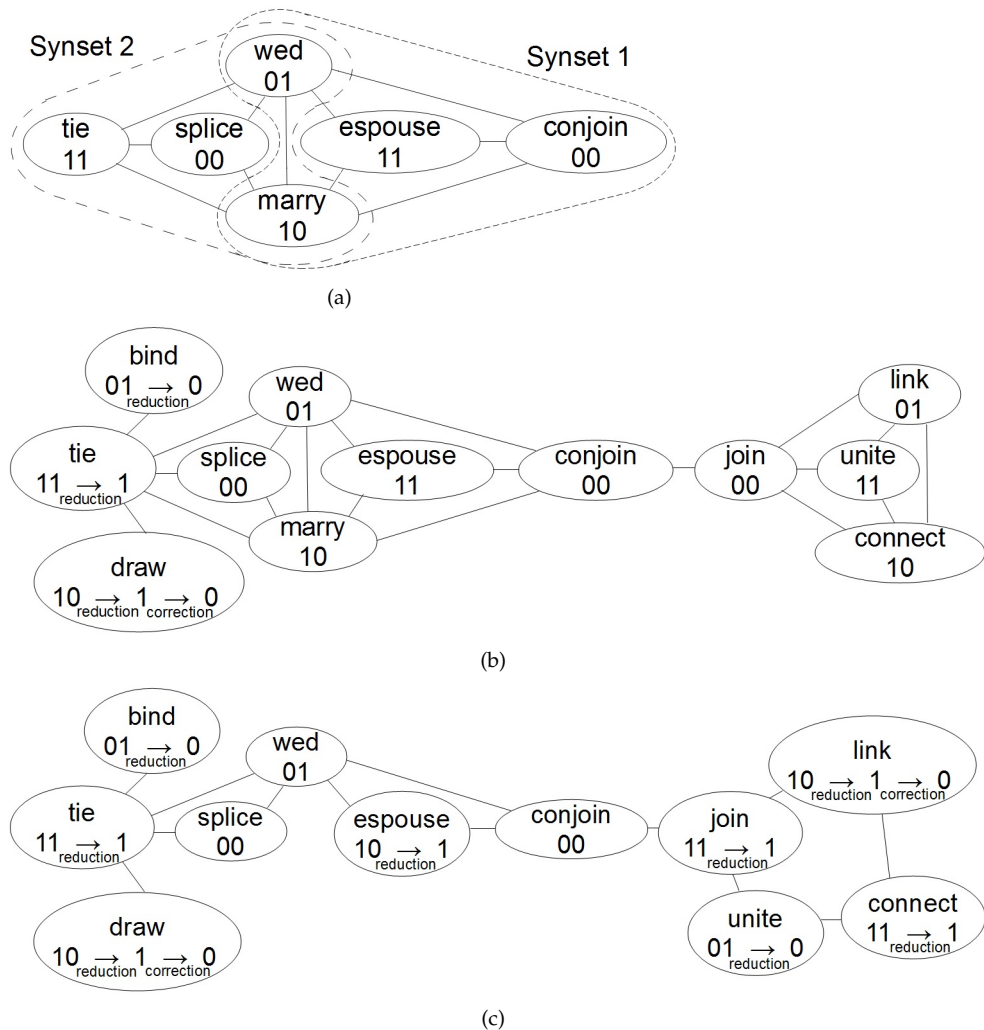 Synset 2
Synset 1
wed
01
tie
11
splice
00
espouse
11
conjoin
00
marry
10
(a)
bind
01 → 0
reduction
wed
01
link
01
tie
11 → 1
reduction
splice
00
espouse
11
conjoin
00
join
00
unite
11
marry
10
connect
10
draw
10 → 1 → 0
reduction correction
(b)
bind
01 → 0
reduction
wed
01
link
10 → 1 → 0
reduction correction
tie
11 → 1
reduction
splice
00
espouse
10 → 1
reduction
conjoin
00
join
11 → 1
reduction
draw
10 → 1 → 0
reduction correction
unite
01 → 0
reduction
connect
11 → 1
reduction
(c)